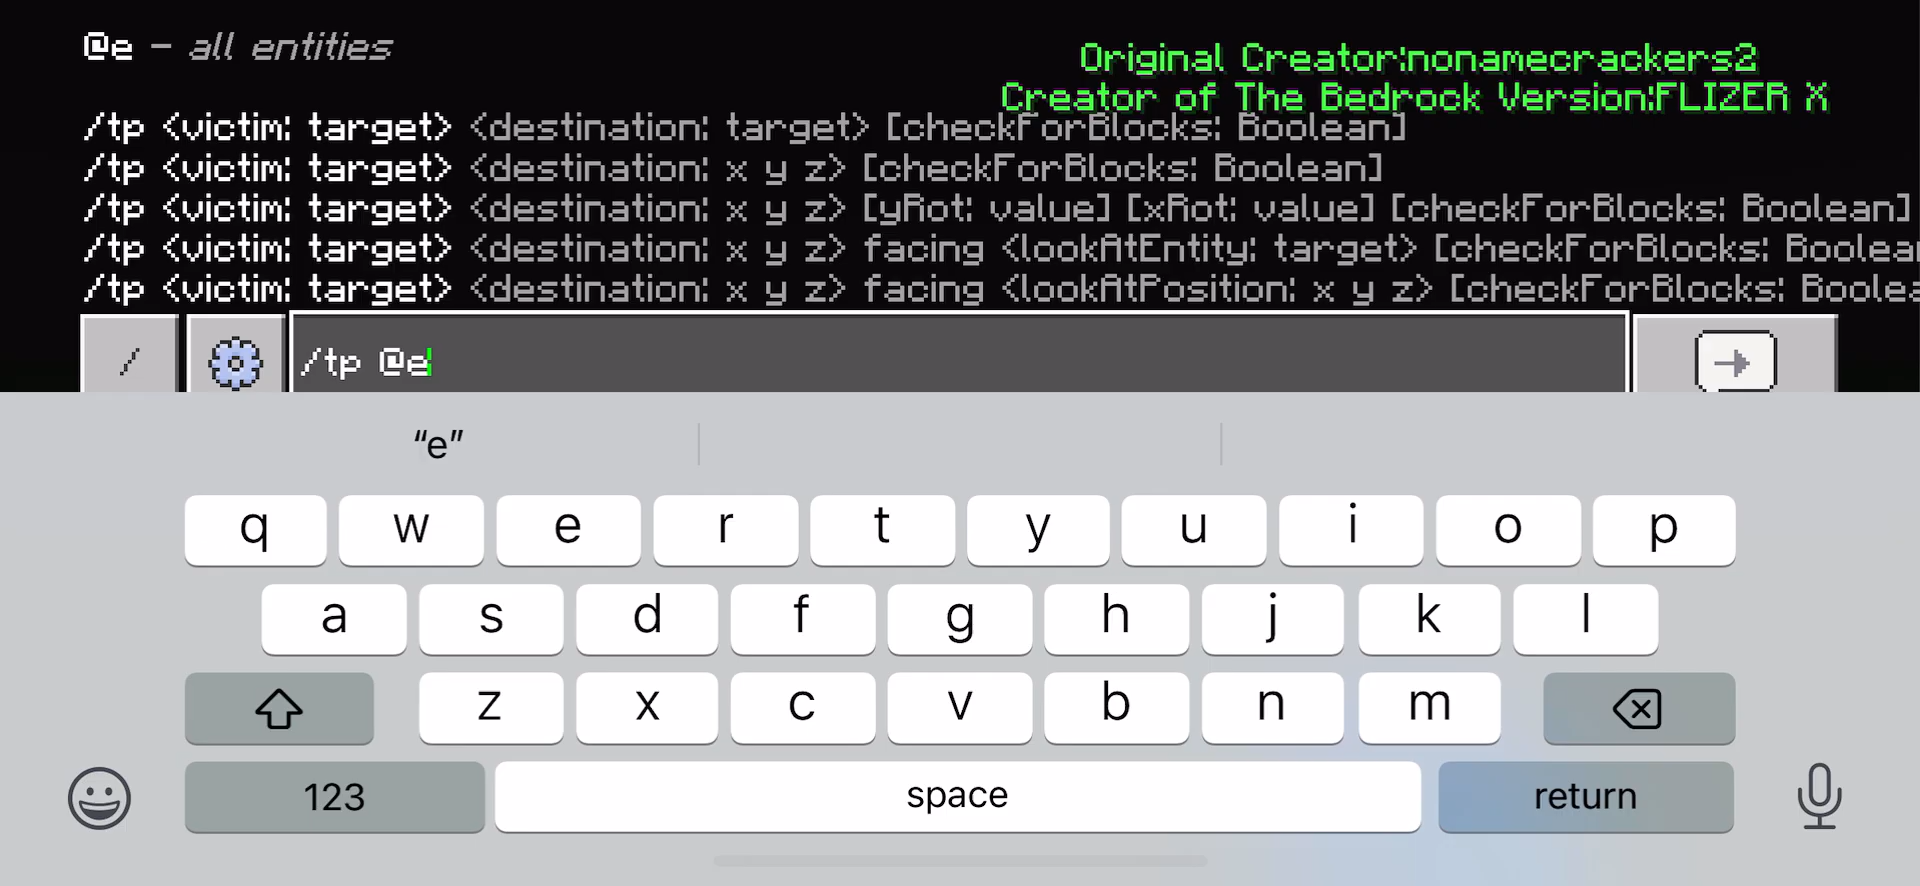 @e - all entities
Original Creator:nonamecrackers2
Creator of The Bedrock Version:FLIZER X
/tp <victim: target> <destination: target> [checkForBlocks: Boolean]
/tp <victim: target> <destination: x y z> [checkForBlocks: Boolean]
/tp <victim: target> <destination: x y z> [yRot: value] [xRot: value] [checkForBlocks: Boolean]
/tp <victim: target> <destination: x y z> facing <lookAtEntity: target> [checkForBlocks: Boolea
/tp <victim: target> <destination: x y z> facing <lookAtPosition: x y z> [checkForBlocks: Boolea
/ /tp @e
“e”
q w e r t y u i o p
a s d f g h j k l
z x c v b n m
123 space return